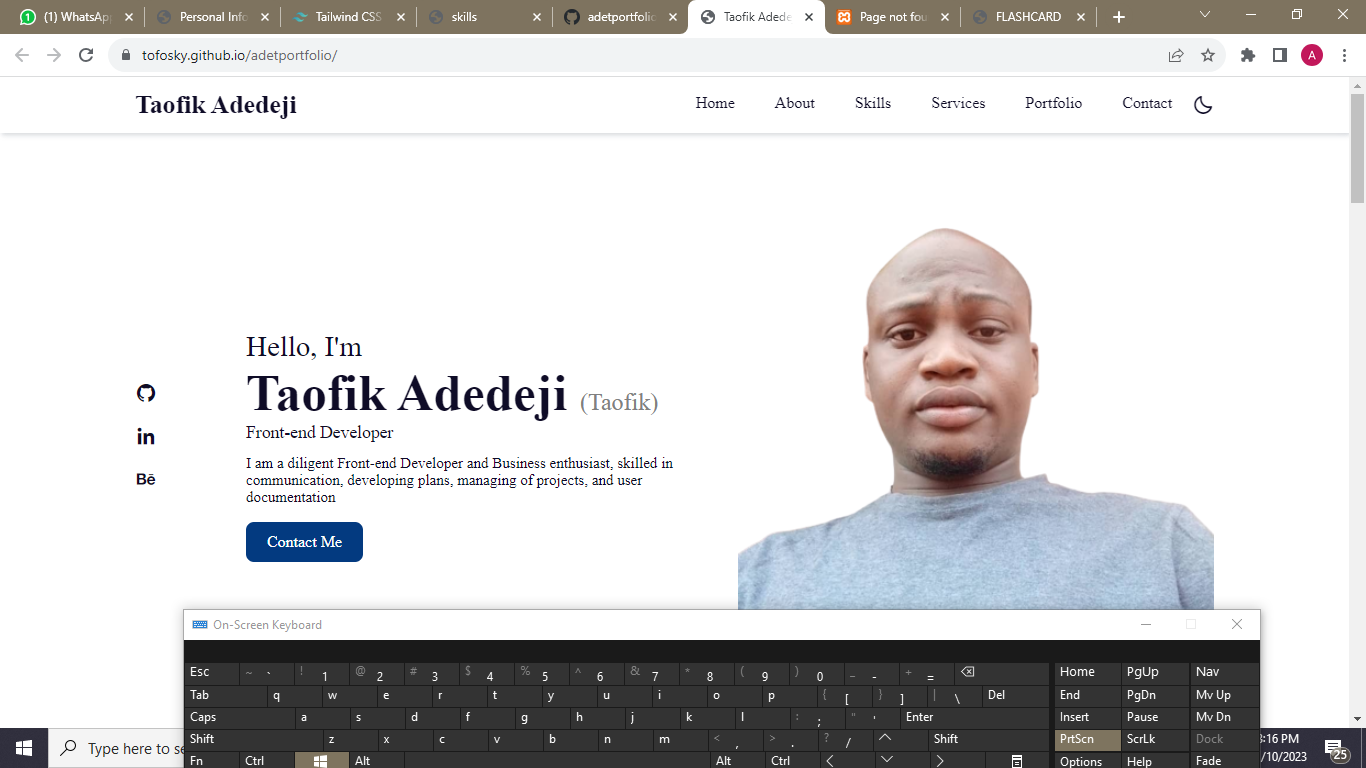 (1) WhatsAp
Personal Info
Tailwind CSS
skills
adetportfolio
Taofik Adede
Page not fou
FLASHCARD
tofosky.github.io/adetportfolio/
A
Taofik Adedeji
Home
About
Skills
Services
Portfolio
Contact
Hello, I'm
Taofik Adedeji (Taofik)
Front-end Developer
I am a diligent Front-end Developer and Business enthusiast, skilled in
communication, developing plans, managing of projects, and user
documentation
Contact Me
in
Bē
On-Screen Keyboard
Esc ~ ` ! 1 @ 2 # 3 $ 4 % 5 ^ 6 & 7 * 8 ( 9 ) 0 _ - + = Home PgUp Nav
Tab q w e r t y u i o p { [ } ] | \ Del End PgDn Mv Up
Caps a s d f g h j k l : ; " ' Enter Insert Pause Mv Dn
Shift z x c v b n m < , > . ? / Shift PrtScn ScrLk Dock
Fn Ctrl Alt Alt Ctrl Options Help Fade
Type here to se
:16 PM
/10/2023
25